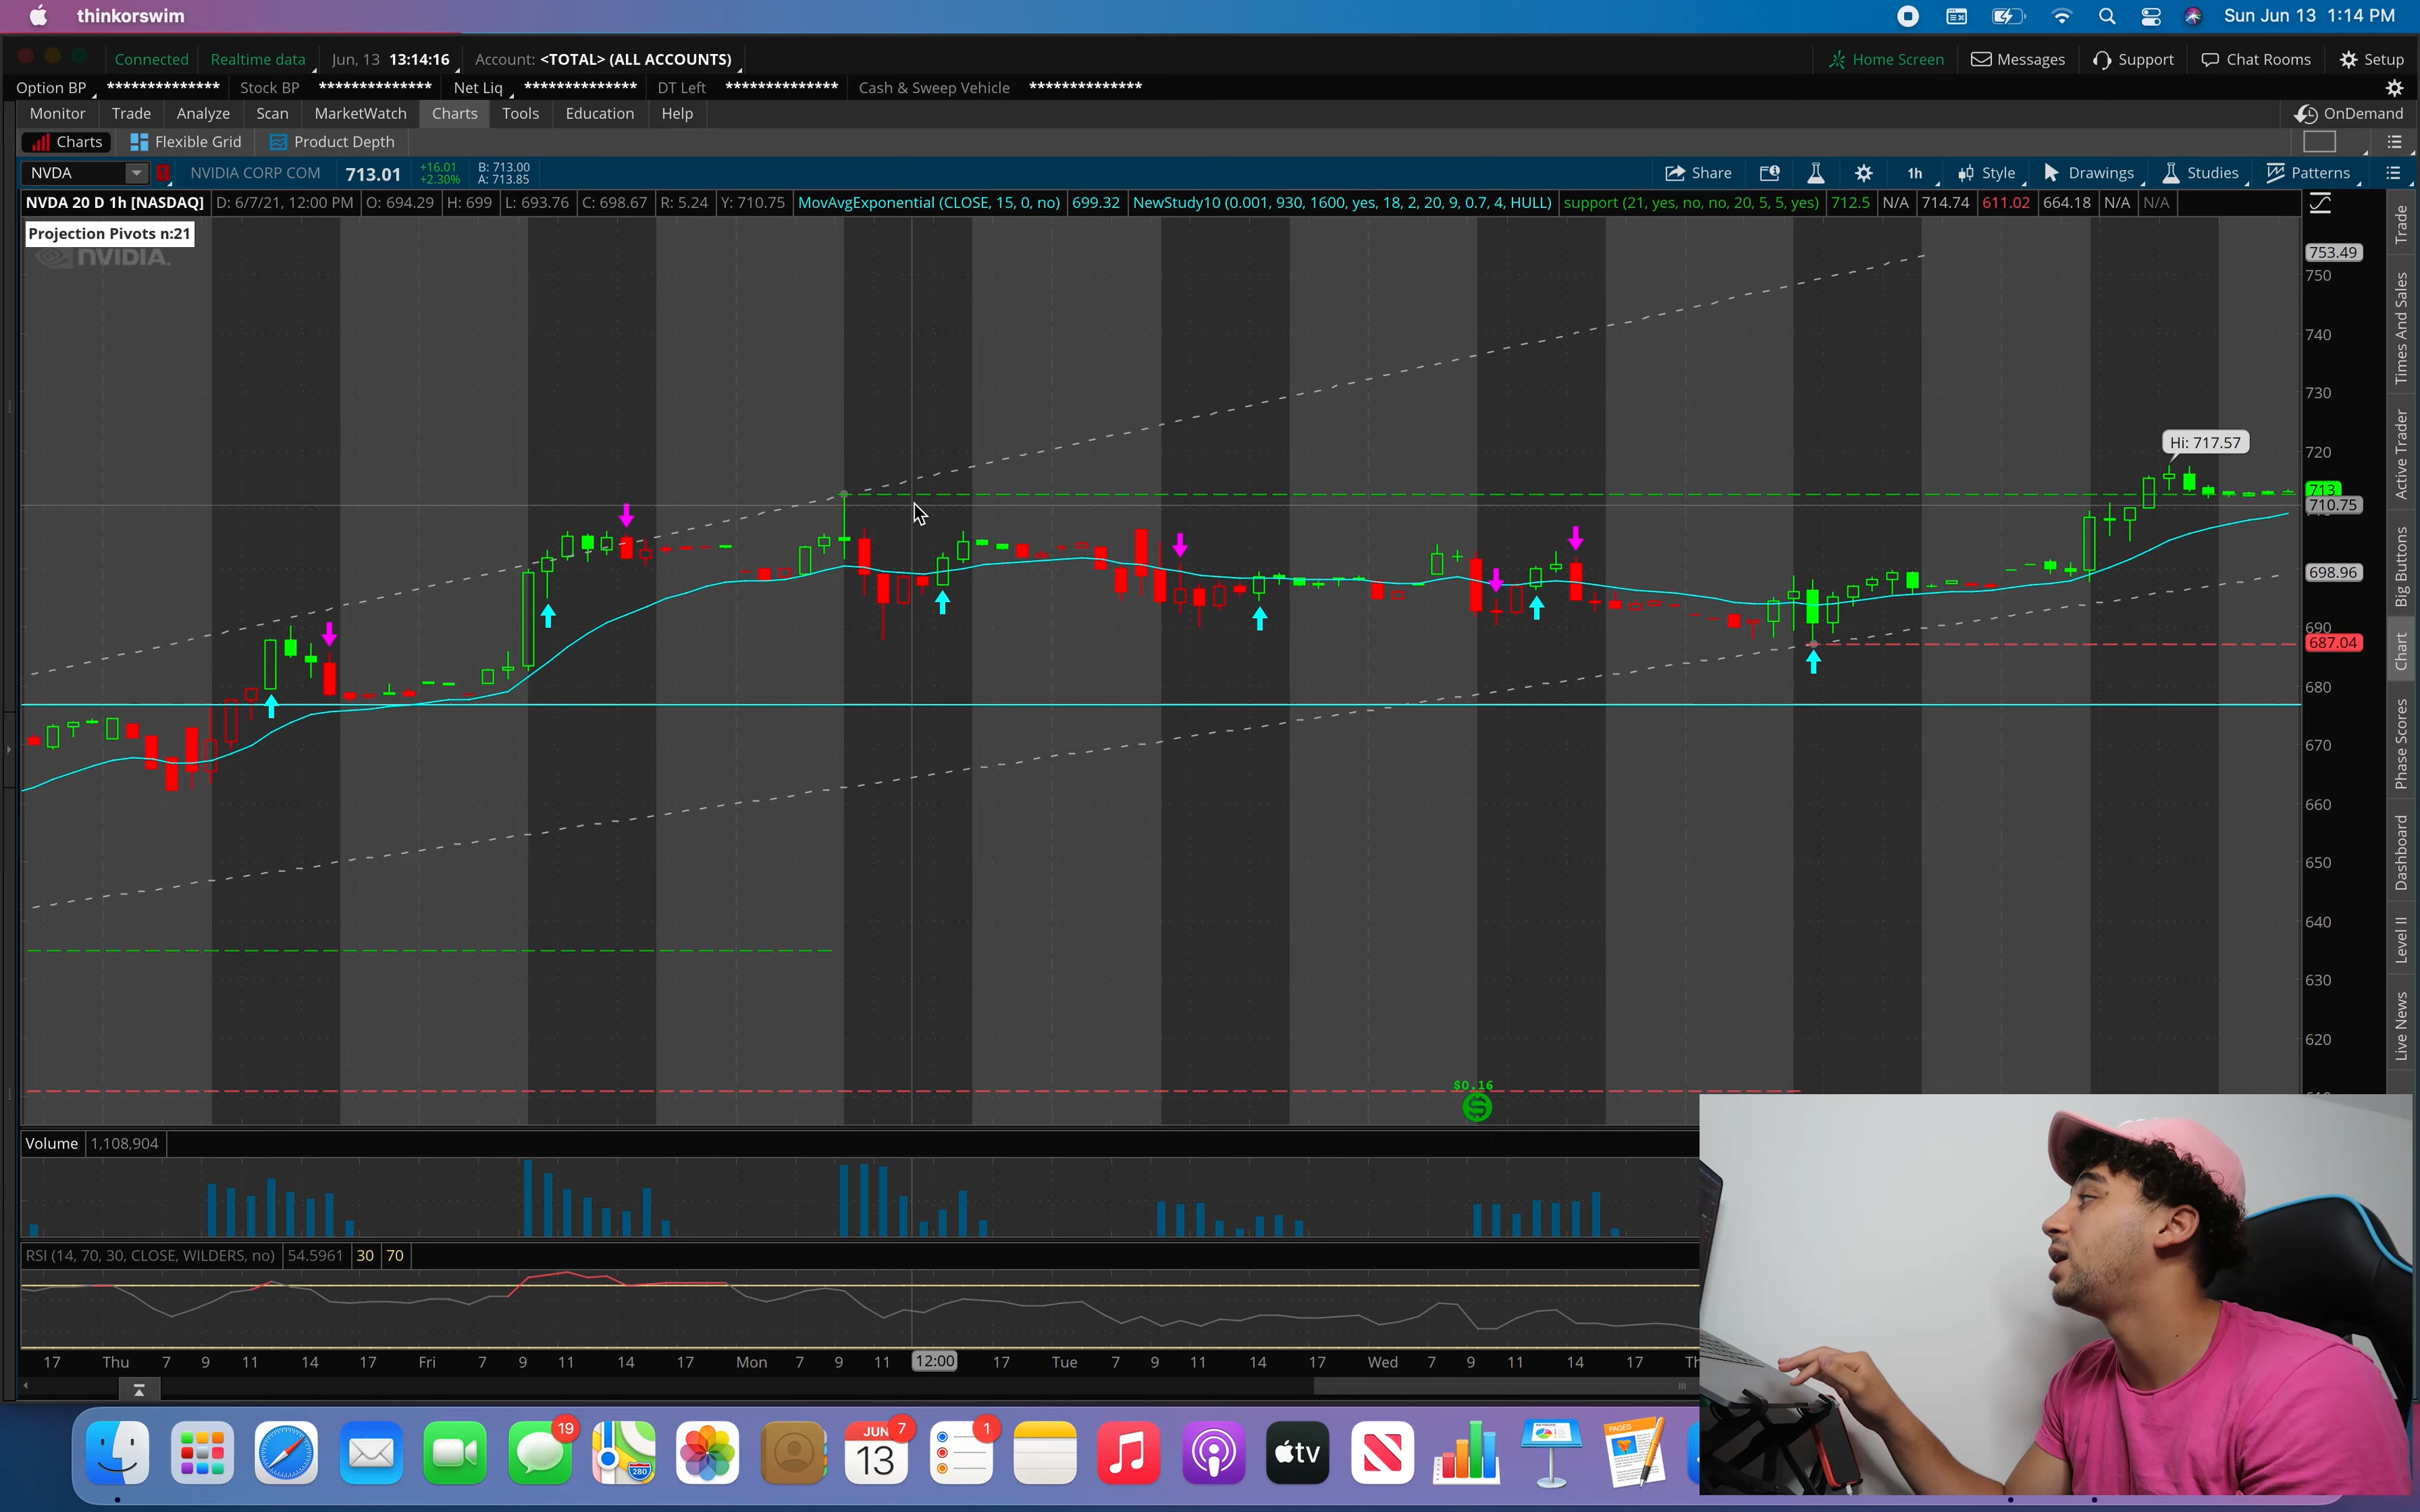 thinkorswim
Sun Jun 13 1:14 PM
Connected Realtime data Jun, 13 13:14:16 Account: <TOTAL> (ALL ACCOUNTS) Home Screen Messages Support Chat Rooms Setup
Option BP ************** Stock BP ************** Net Liq ************** DT Left ************** Cash & Sweep Vehicle **************
Monitor Trade Analyze Scan MarketWatch Charts Tools Education Help OnDemand
Charts Flexible Grid Product Depth
NVDA NVIDIA CORP COM 713.01 +16.01 +2.30% B: 713.00 A: 713.85 Share 1h Style Drawings Studies Patterns
NVDA 20 D 1h [NASDAQ] D: 6/7/21, 12:00 PM O: 694.29 H: 699 L: 693.76 C: 698.67 R: 5.24 Y: 710.75 MovAvgExponential (CLOSE, 15, 0, no) 699.32 NewStudy10 (0.001, 930, 1600, yes, 18, 2, 20, 9, 0.7, 4, HULL) support (21, yes, no, no, 20, 5, 5, yes) 712.5 N/A 714.74 611.02 664.18 N/A N/A
Projection Pivots n:21
NVIDIA.
753.49
750
740
730
Hi: 717.57
720
713
710.75
698.96
690
687.04
680
670
660
650
640
630
620
$0.16
Trade
Times And Sales
Active Trader
Big Buttons
Chart
Phase Scores
Dashboard
Level II
Live News
Volume 1,108,904
RSI (14, 70, 30, CLOSE, WILDERS, no) 54.5961 30 70
17 Thu 7 9 11 14 17 Fri 7 9 11 14 17 Mon 7 9 11 12:00 17 Tue 7 9 11 14 17 Wed 7 9 11 14 17
19
JUN 7
13
1
280
tv
PAGES